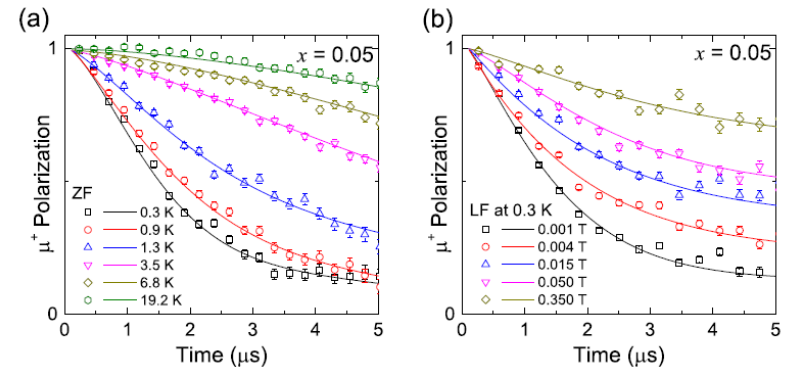 (a)
1
x = 0.05
μ⁺ Polarization
ZF
0.3 K
0.9 K
1.3 K
3.5 K
6.8 K
19.2 K
0
0 1 2 3 4 5
Time (μs)
(b)
1
x = 0.05
μ⁺ Polarization
LF at 0.3 K
0.001 T
0.004 T
0.015 T
0.050 T
0.350 T
0
0 1 2 3 4 5
Time (μs)